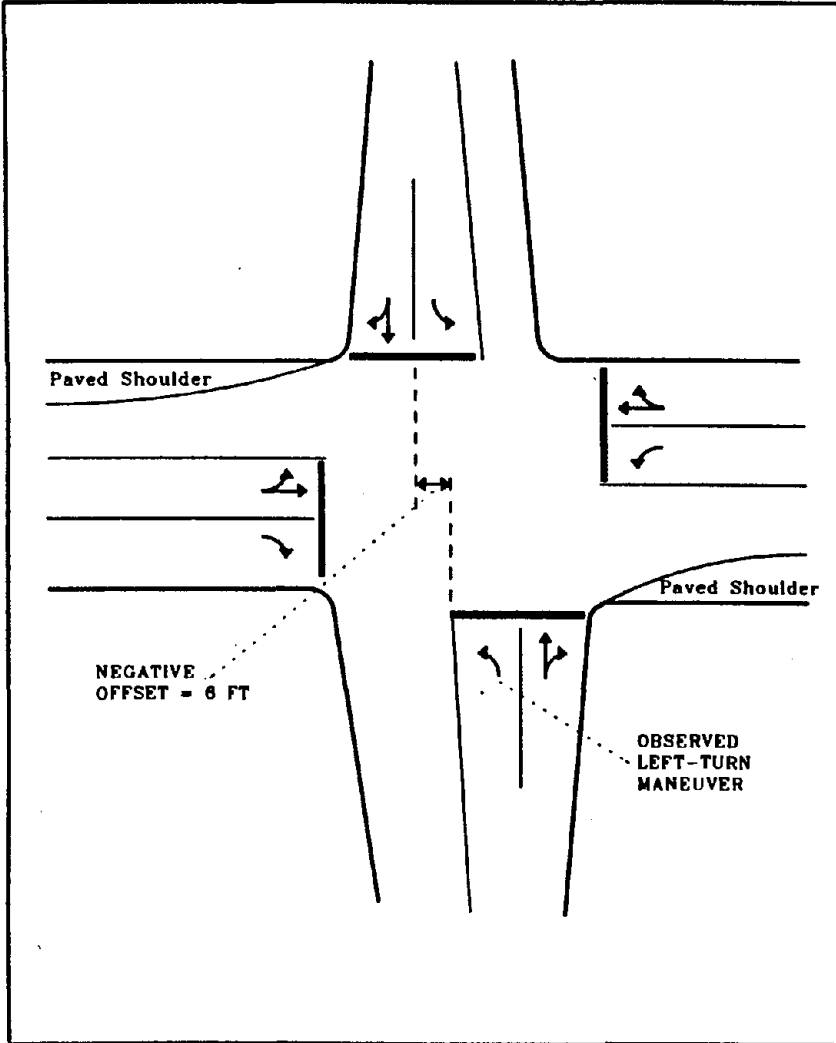 Paved Shoulder
Paved Shoulder
NEGATIVE
OFFSET = 6 FT
OBSERVED
LEFT-TURN
MANEUVER